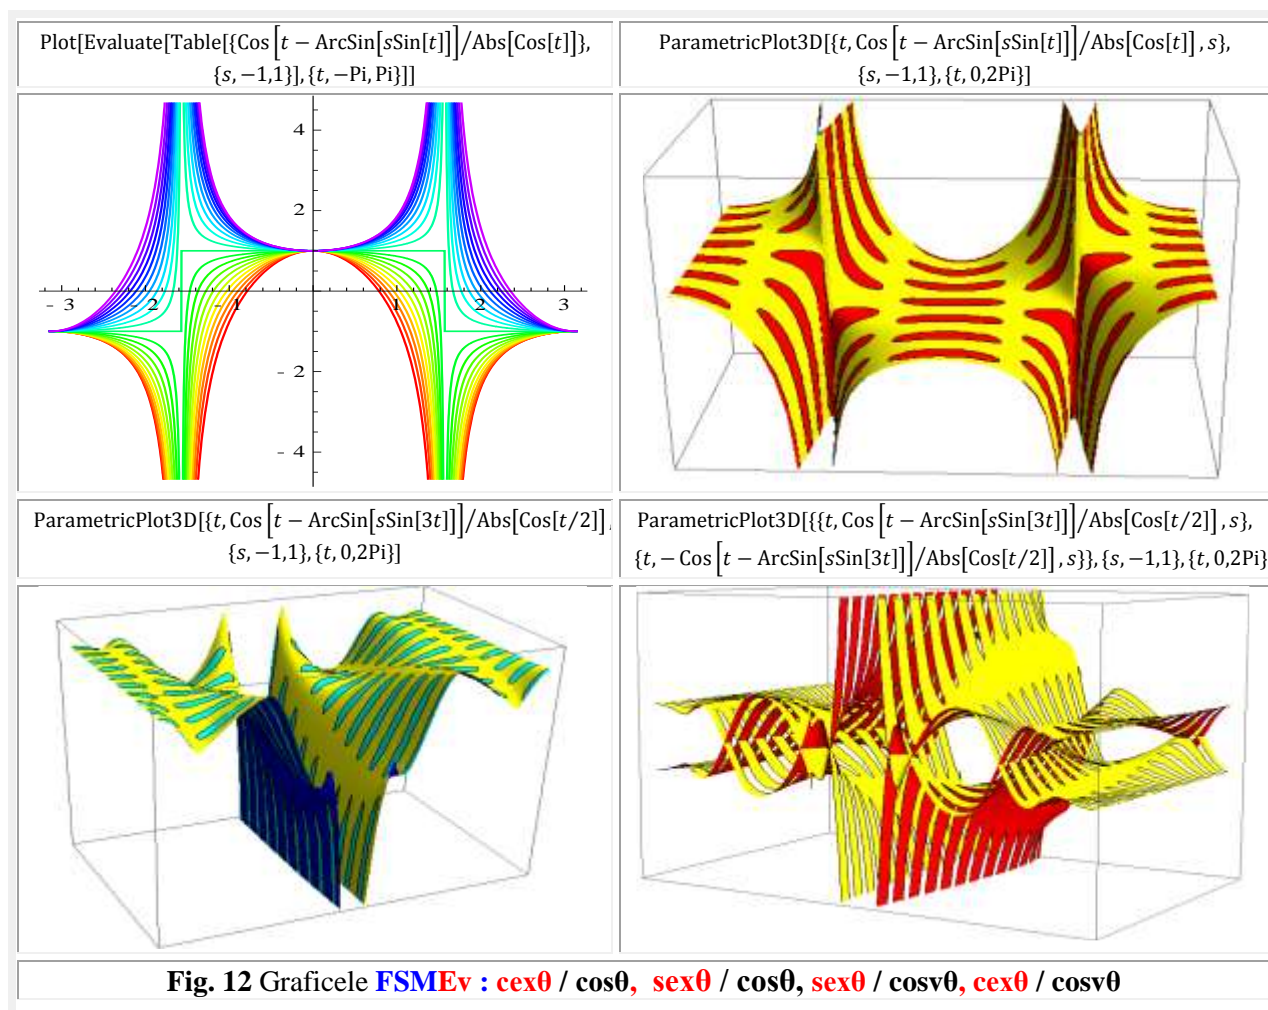 Plot[Evaluate[Table[{Cos[t − ArcSin[sSin[t]]]/Abs[Cos[t]]},
{s, −1,1}], {t, −Pi, Pi}]]
ParametricPlot3D[{t, Cos[t − ArcSin[sSin[t]]]/Abs[Cos[t]], s},
{s, −1,1}, {t, 0,2Pi}]
4
2
- 3
2
- 1
1
2
3
- 2
- 4
ParametricPlot3D[{t, Cos[t − ArcSin[sSin[3t]]]/Abs[Cos[t/2]],
{s, −1,1}, {t, 0,2Pi}]
ParametricPlot3D[{{t, Cos[t − ArcSin[sSin[3t]]]/Abs[Cos[t/2]], s},
{t, −Cos[t − ArcSin[sSin[3t]]]/Abs[Cos[t/2]], s}}, {s, −1,1}, {t, 0,2Pi}
Fig. 12 Graficele FSMEv : cexθ / cosθ, sexθ / cosθ, sexθ / cosvθ, cexθ / cosvθ